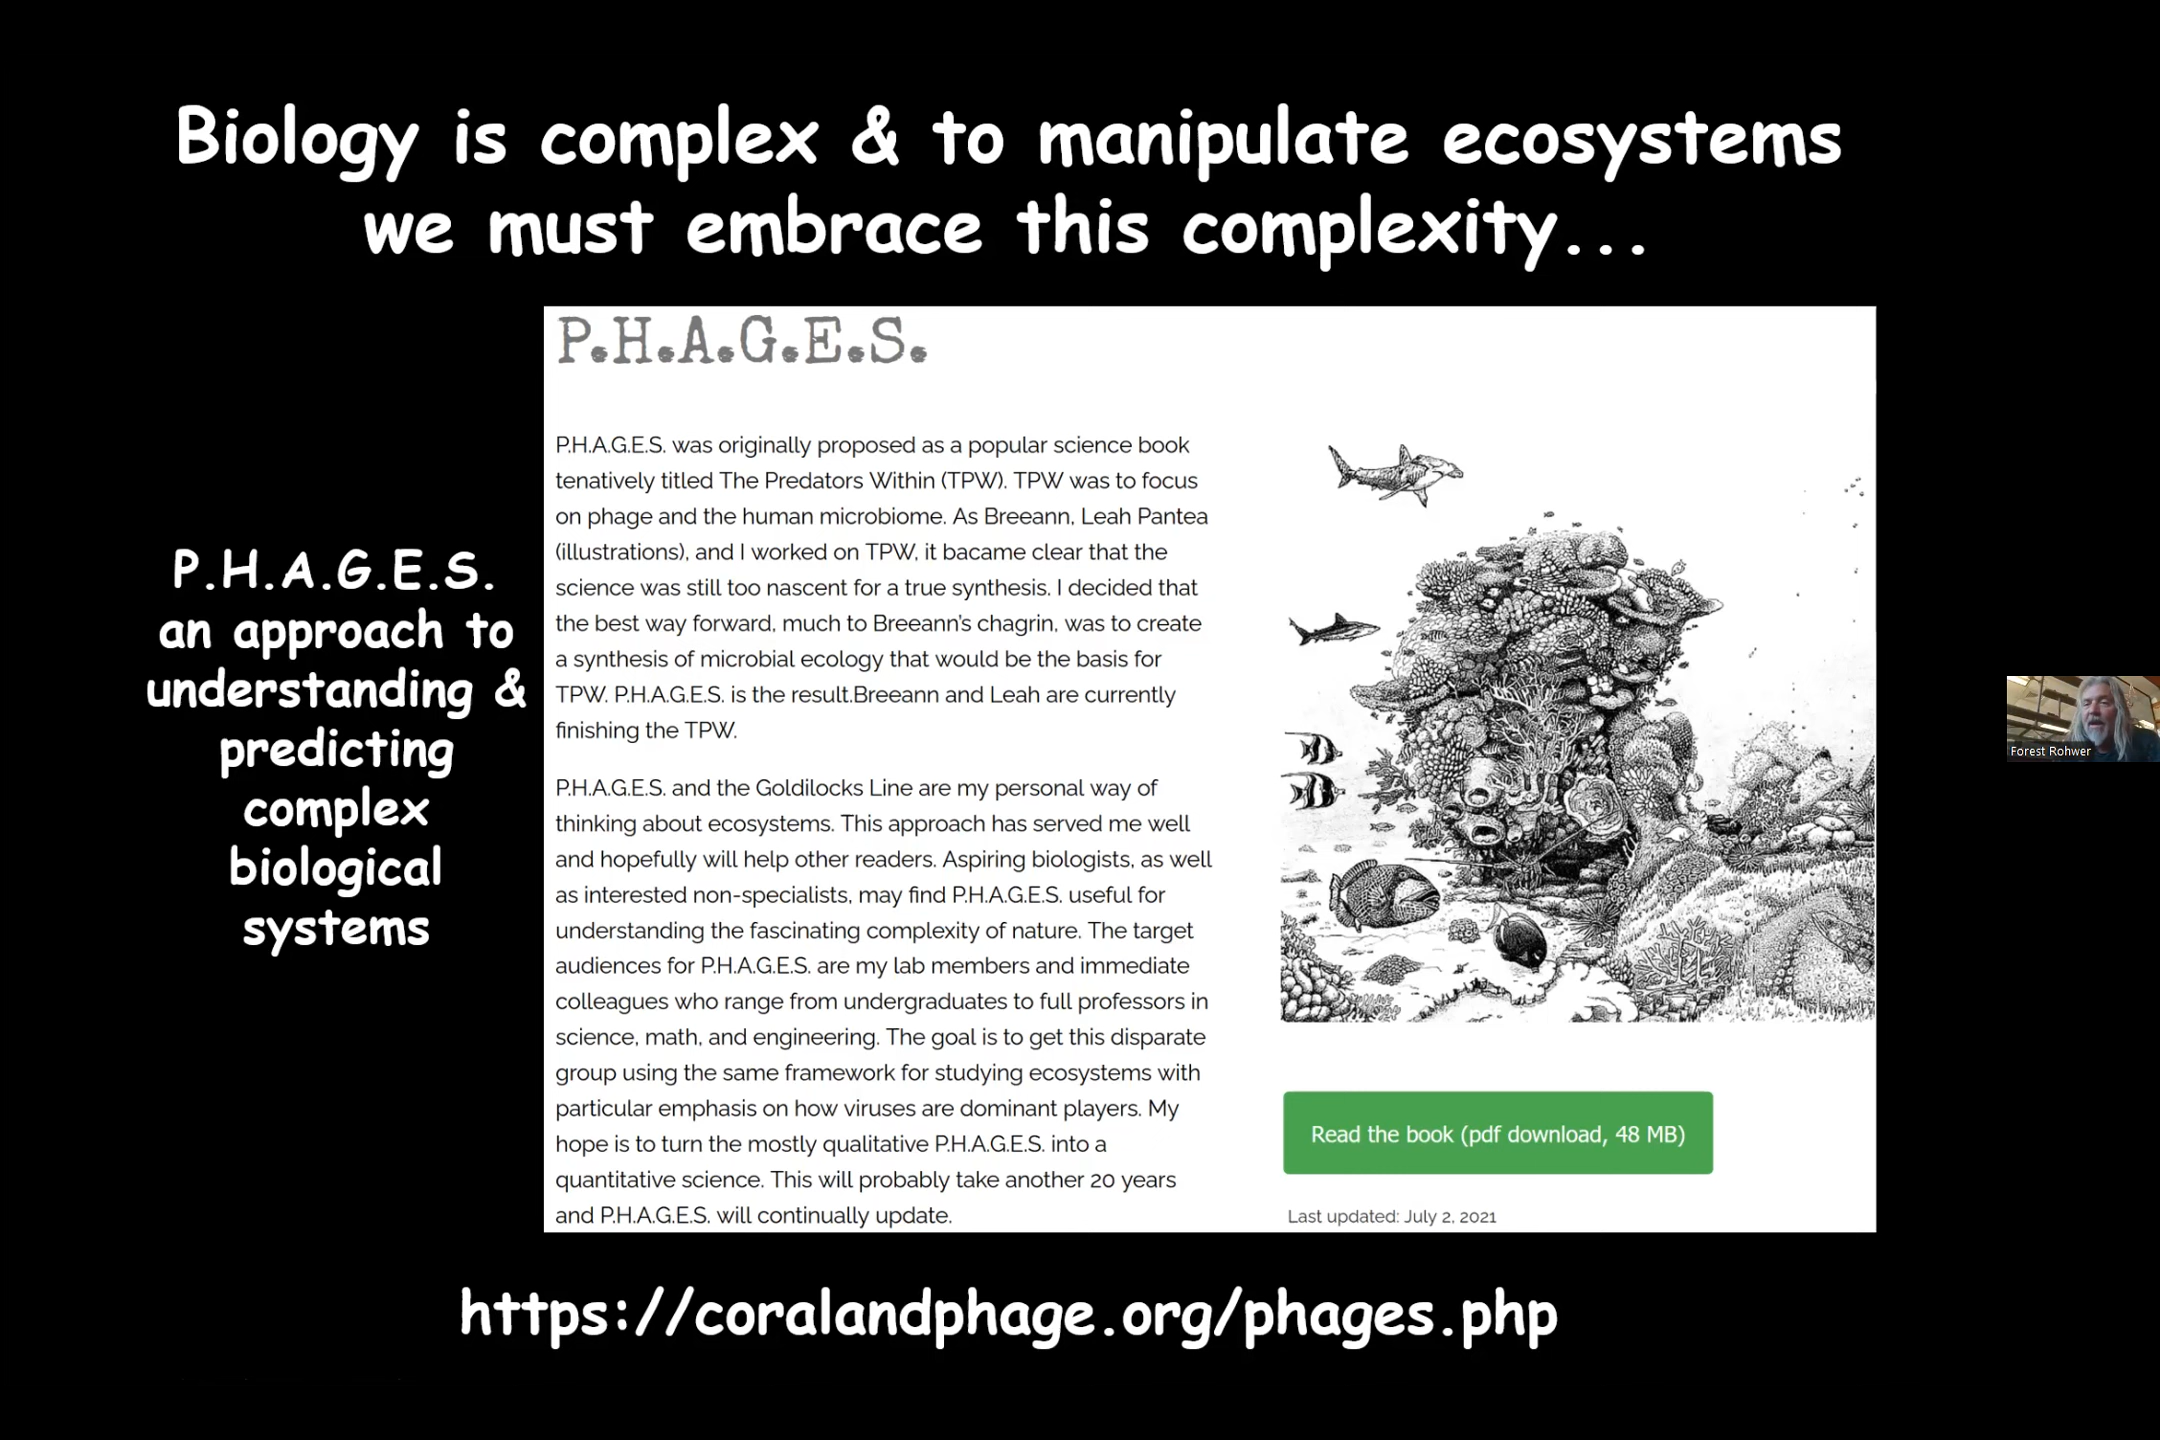 Biology is complex & to manipulate ecosystems
we must embrace this complexity...
P.H.A.G.E.S.
an approach to
understanding &
predicting
complex
biological
systems
P.H.A.G.E.S.
P.H.A.G.E.S. was originally proposed as a popular science book
tenatively titled The Predators Within (TPW). TPW was to focus
on phage and the human microbiome. As Breeann, Leah Pantea
(illustrations), and I worked on TPW, it bacame clear that the
science was still too nascent for a true synthesis. I decided that
the best way forward, much to Breeann's chagrin, was to create
a synthesis of microbial ecology that would be the basis for
TPW. P.H.A.G.E.S. is the result.Breeann and Leah are currently
finishing the TPW.
P.H.A.G.E.S. and the Goldilocks Line are my personal way of
thinking about ecosystems. This approach has served me well
and hopefully will help other readers. Aspiring biologists, as well
as interested non-specialists, may find P.H.A.G.E.S. useful for
understanding the fascinating complexity of nature. The target
audiences for P.H.A.G.E.S. are my lab members and immediate
colleagues who range from undergraduates to full professors in
science, math, and engineering. The goal is to get this disparate
group using the same framework for studying ecosystems with
particular emphasis on how viruses are dominant players. My
hope is to turn the mostly qualitative P.H.A.G.E.S. into a
quantitative science. This will probably take another 20 years
and P.H.A.G.E.S. will continually update.
Read the book (pdf download, 48 MB)
Last updated: July 2, 2021
Forest Rohwer
https://coralandphage.org/phages.php